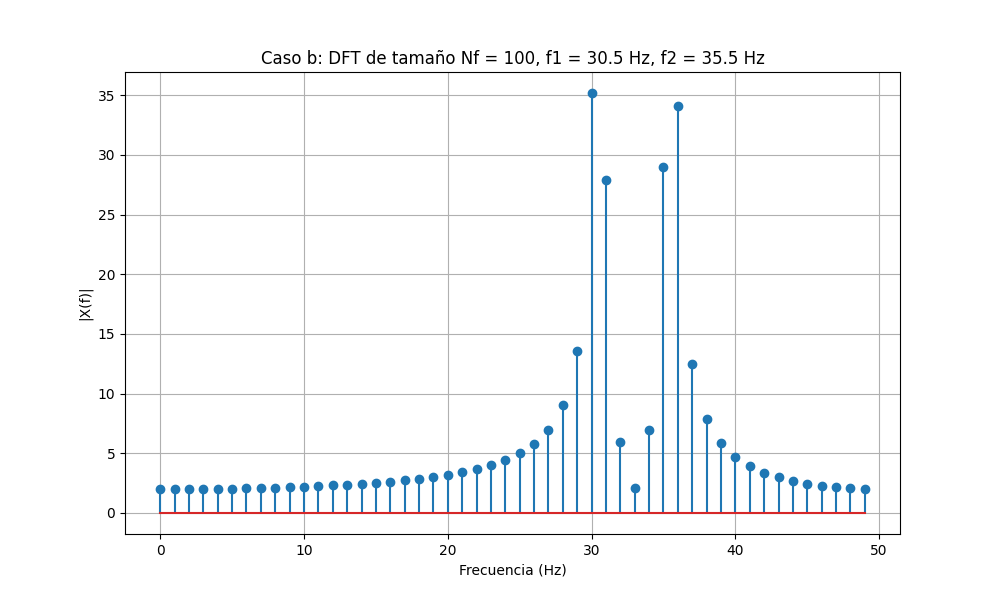 Caso b: DFT de tamaño Nf = 100, f1 = 30.5 Hz, f2 = 35.5 Hz
|X(f)|
35
30
25
20
15
10
5
0
0 10 20 30 40 50
Frecuencia (Hz)